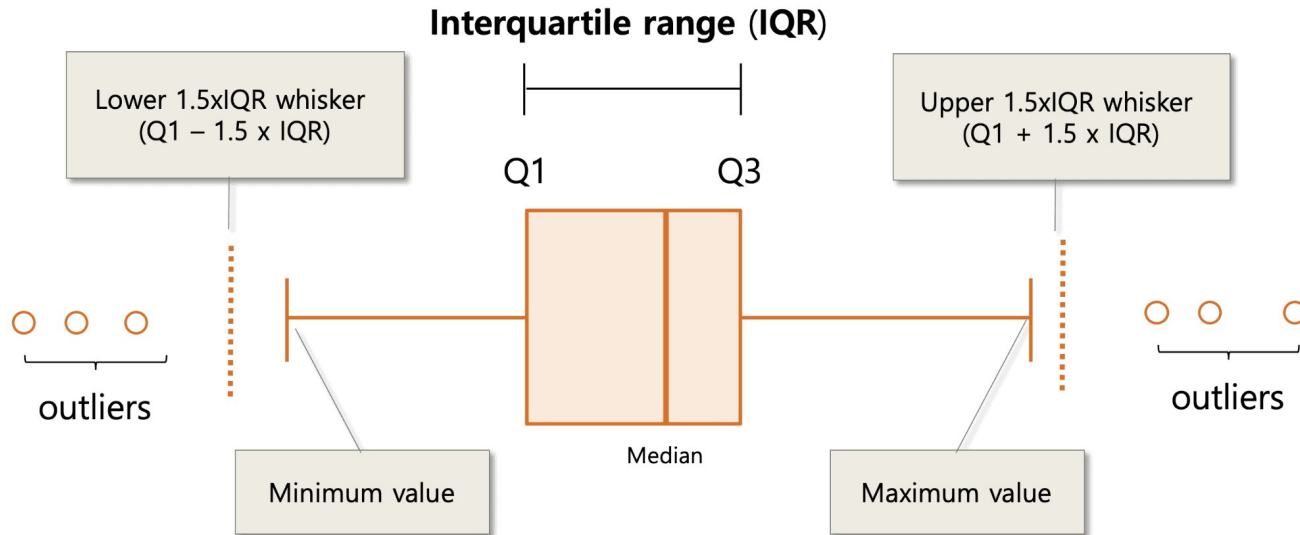 Interquartile range (IQR)
Lower 1.5xIQR whisker
(Q1 – 1.5 x IQR)
Upper 1.5xIQR whisker
(Q1 + 1.5 x IQR)
Q1
Q3
outliers
outliers
Median
Minimum value
Maximum value